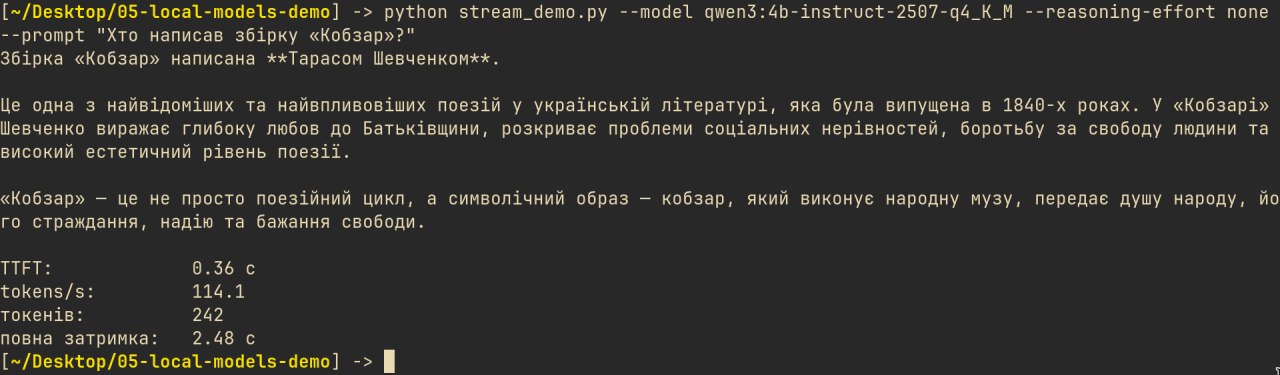 [~/Desktop/05-local-models-demo] -> python stream_demo.py --model qwen3:4b-instruct-2507-q4_K_M --reasoning-effort none
--prompt "Хто написав збірку «Кобзар»?"
Збірка «Кобзар» написана **Тарасом Шевченком**.
Це одна з найвідоміших та найвпливовіших поезій у українській літературі, яка була випущена в 1840-х роках. У «Кобзарі»
Шевченко виражає глибоку любов до Батьківщини, розкриває проблеми соціальних нерівностей, боротьбу за свободу людини та
високий естетичний рівень поезії.
«Кобзар» — це не просто поезійний цикл, а символічний образ — кобзар, який виконує народну музу, передає душу народу, йо
го страждання, надію та бажання свободи.
TTFT: 0.36 с
tokens/s: 114.1
токенів: 242
повна затримка: 2.48 с
[~/Desktop/05-local-models-demo] ->